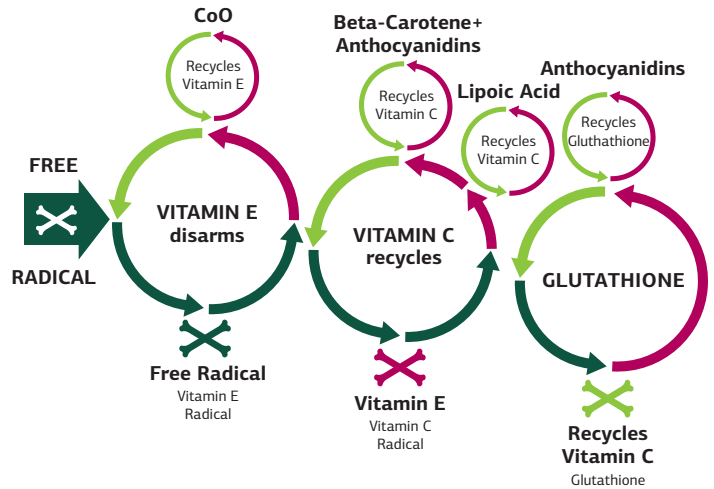 CoO
Recycles
Vitamin E
FREE
RADICAL
VITAMIN E
disarms
Free Radical
Vitamin E
Radical
Beta-Carotene+
Anthocyanidins
Recycles
Vitamin C
Lipoic Acid
Recycles
Vitamin C
VITAMIN C
recycles
Vitamin E
Vitamin C
Radical
Anthocyanidins
Recycles
Gluthathione
GLUTATHIONE
Recycles
Vitamin C
Glutathione